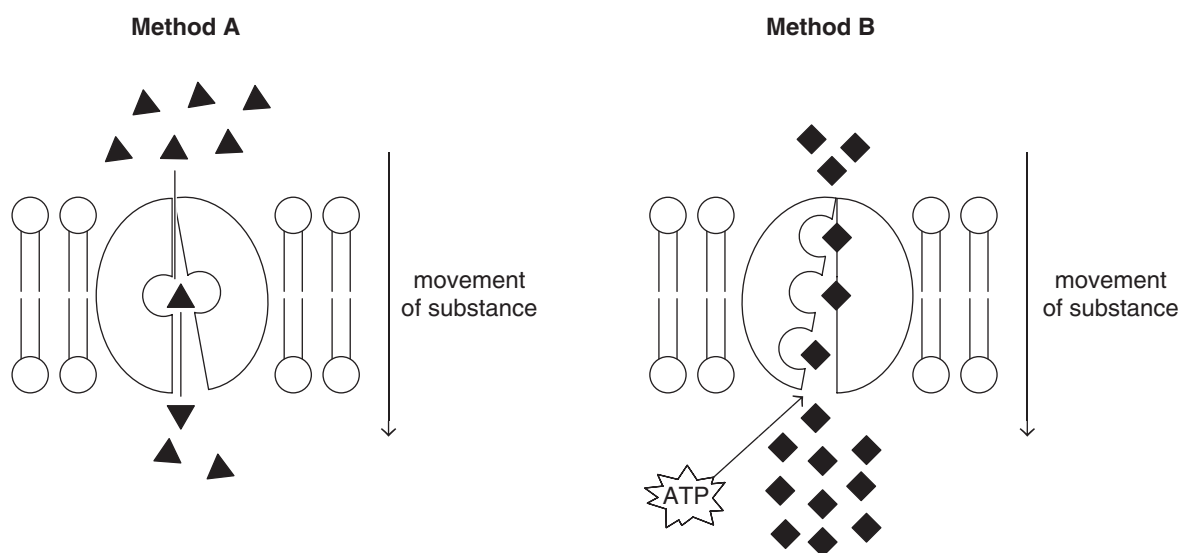 Method A
Method B
movement
of substance
movement
of substance
ATP